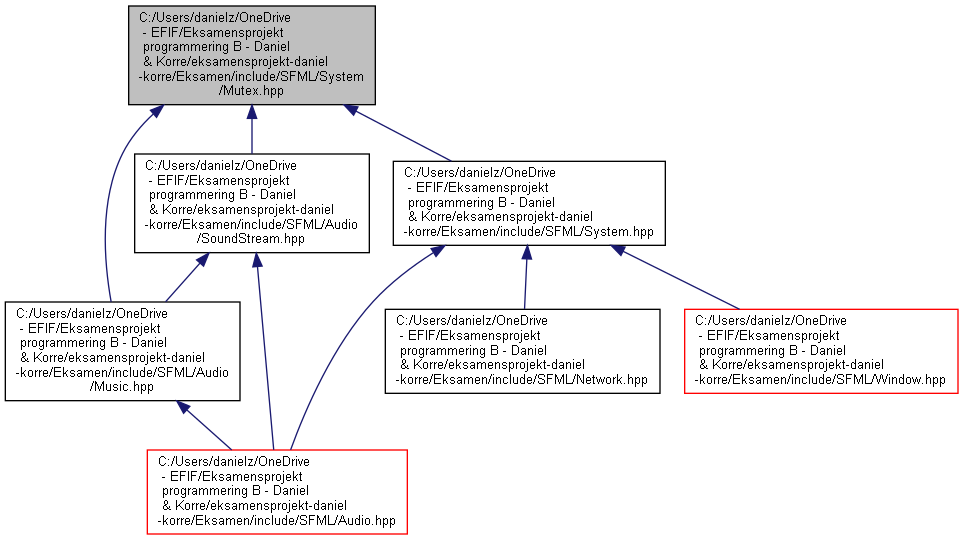 C:/Users/danielz/OneDrive
- EFIF/Eksamensprojekt
programmering B - Daniel
& Korre/eksamensprojekt-daniel
-korre/Eksamen/include/SFML/System
/Mutex.hpp
C:/Users/danielz/OneDrive
- EFIF/Eksamensprojekt
programmering B - Daniel
& Korre/eksamensprojekt-daniel
-korre/Eksamen/include/SFML/Audio
/SoundStream.hpp
C:/Users/danielz/OneDrive
- EFIF/Eksamensprojekt
programmering B - Daniel
& Korre/eksamensprojekt-daniel
-korre/Eksamen/include/SFML/System.hpp
C:/Users/danielz/OneDrive
- EFIF/Eksamensprojekt
programmering B - Daniel
& Korre/eksamensprojekt-daniel
-korre/Eksamen/include/SFML/Audio
/Music.hpp
C:/Users/danielz/OneDrive
- EFIF/Eksamensprojekt
programmering B - Daniel
& Korre/eksamensprojekt-daniel
-korre/Eksamen/include/SFML/Network.hpp
C:/Users/danielz/OneDrive
- EFIF/Eksamensprojekt
programmering B - Daniel
& Korre/eksamensprojekt-daniel
-korre/Eksamen/include/SFML/Window.hpp
C:/Users/danielz/OneDrive
- EFIF/Eksamensprojekt
programmering B - Daniel
& Korre/eksamensprojekt-daniel
-korre/Eksamen/include/SFML/Audio.hpp